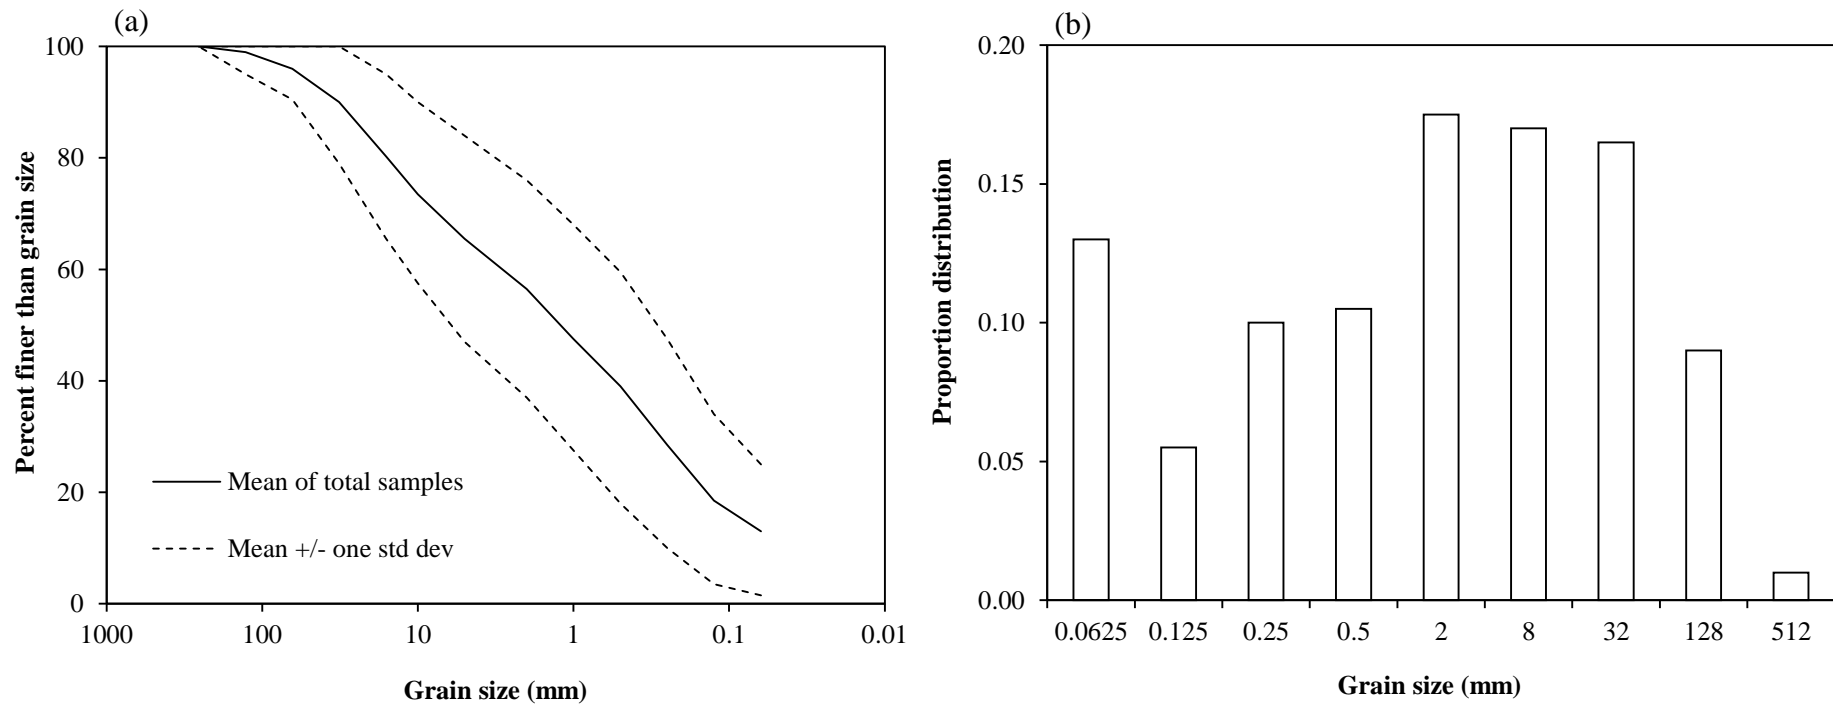 (a)
100
80
60
40
20
0
Percent finer than grain size
Mean of total samples
Mean +/- one std dev
1000 100 10 1 0.1 0.01
Grain size (mm)
(b)
0.20
0.15
0.10
0.05
0.00
Proportion distribution
0.0625 0.125 0.25 0.5 2 8 32 128 512
Grain size (mm)